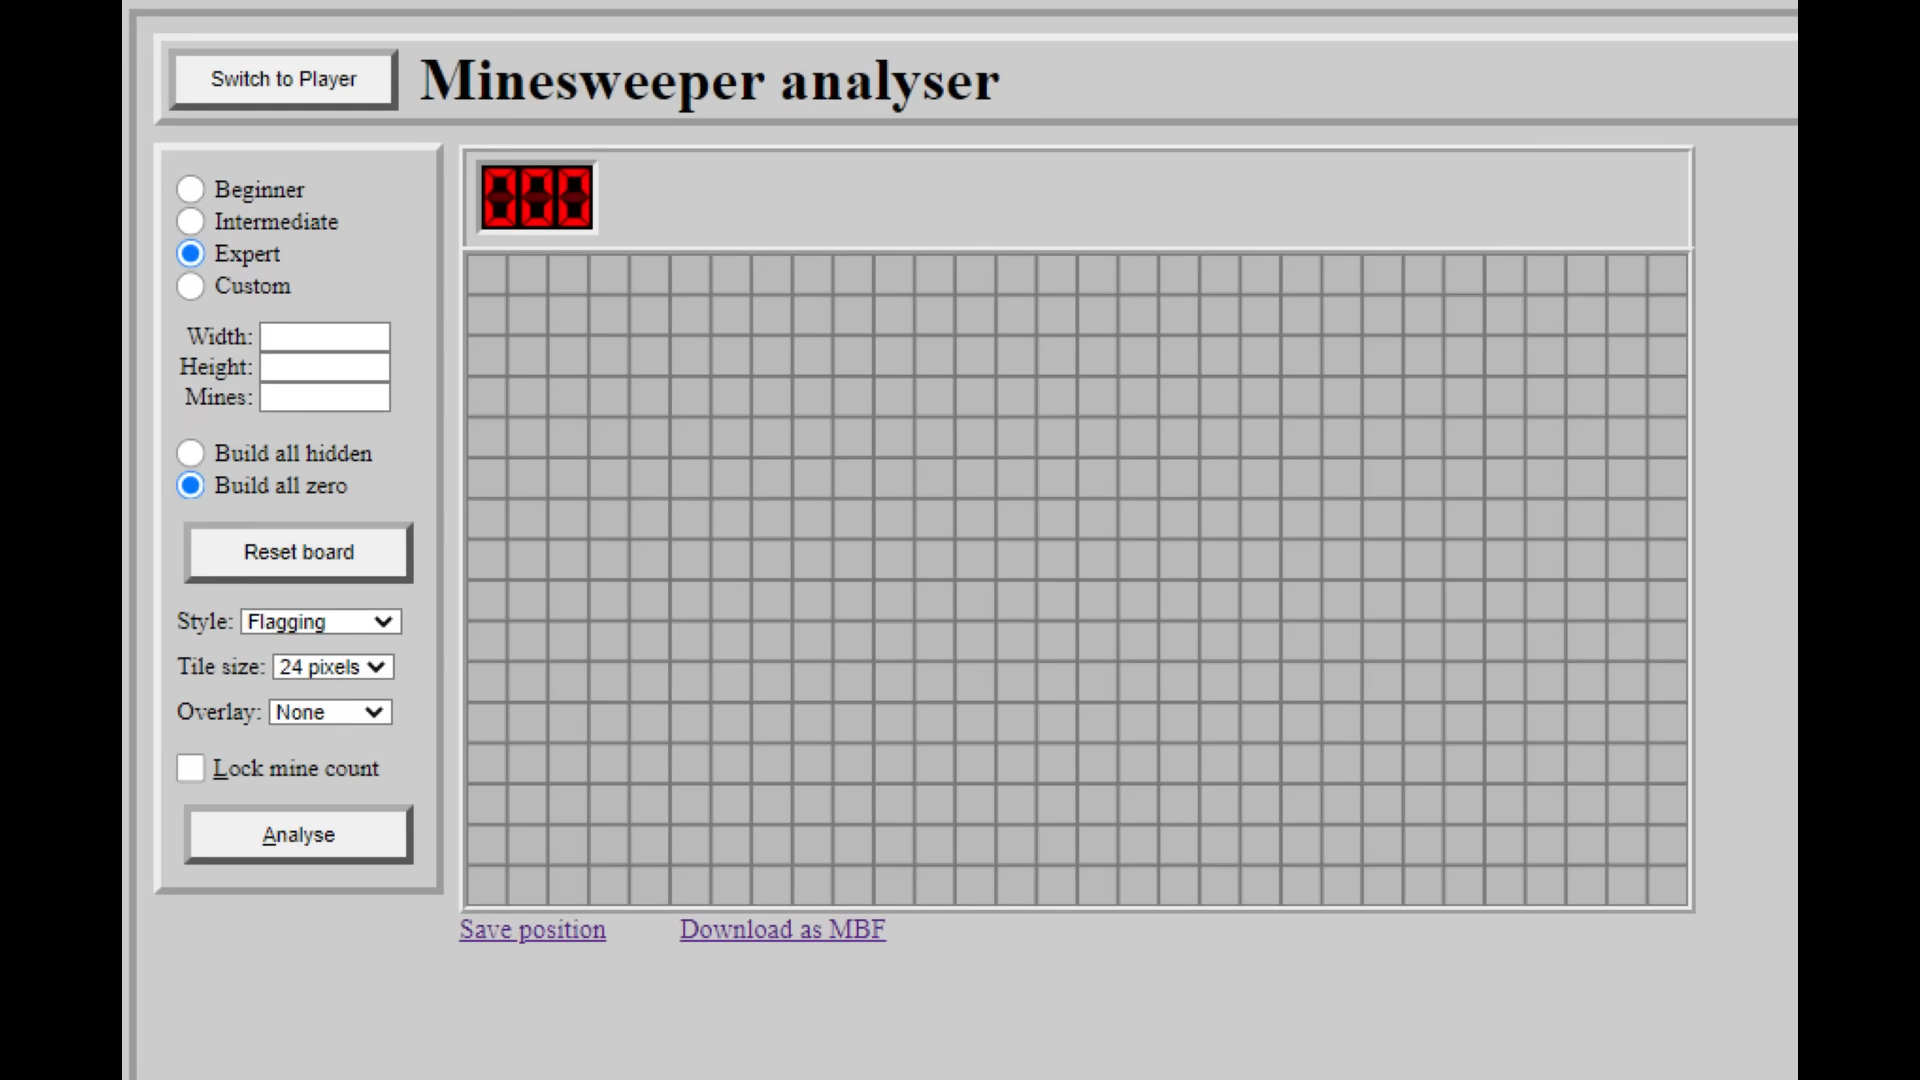 Switch to Player
Minesweeper analyser
Beginner
Intermediate
Expert
Custom
Width:
Height:
Mines:
Build all hidden
Build all zero
Reset board
Style: Flagging
Tile size: 24 pixels
Overlay: None
Lock mine count
Analyse
000
Save position
Download as MBF